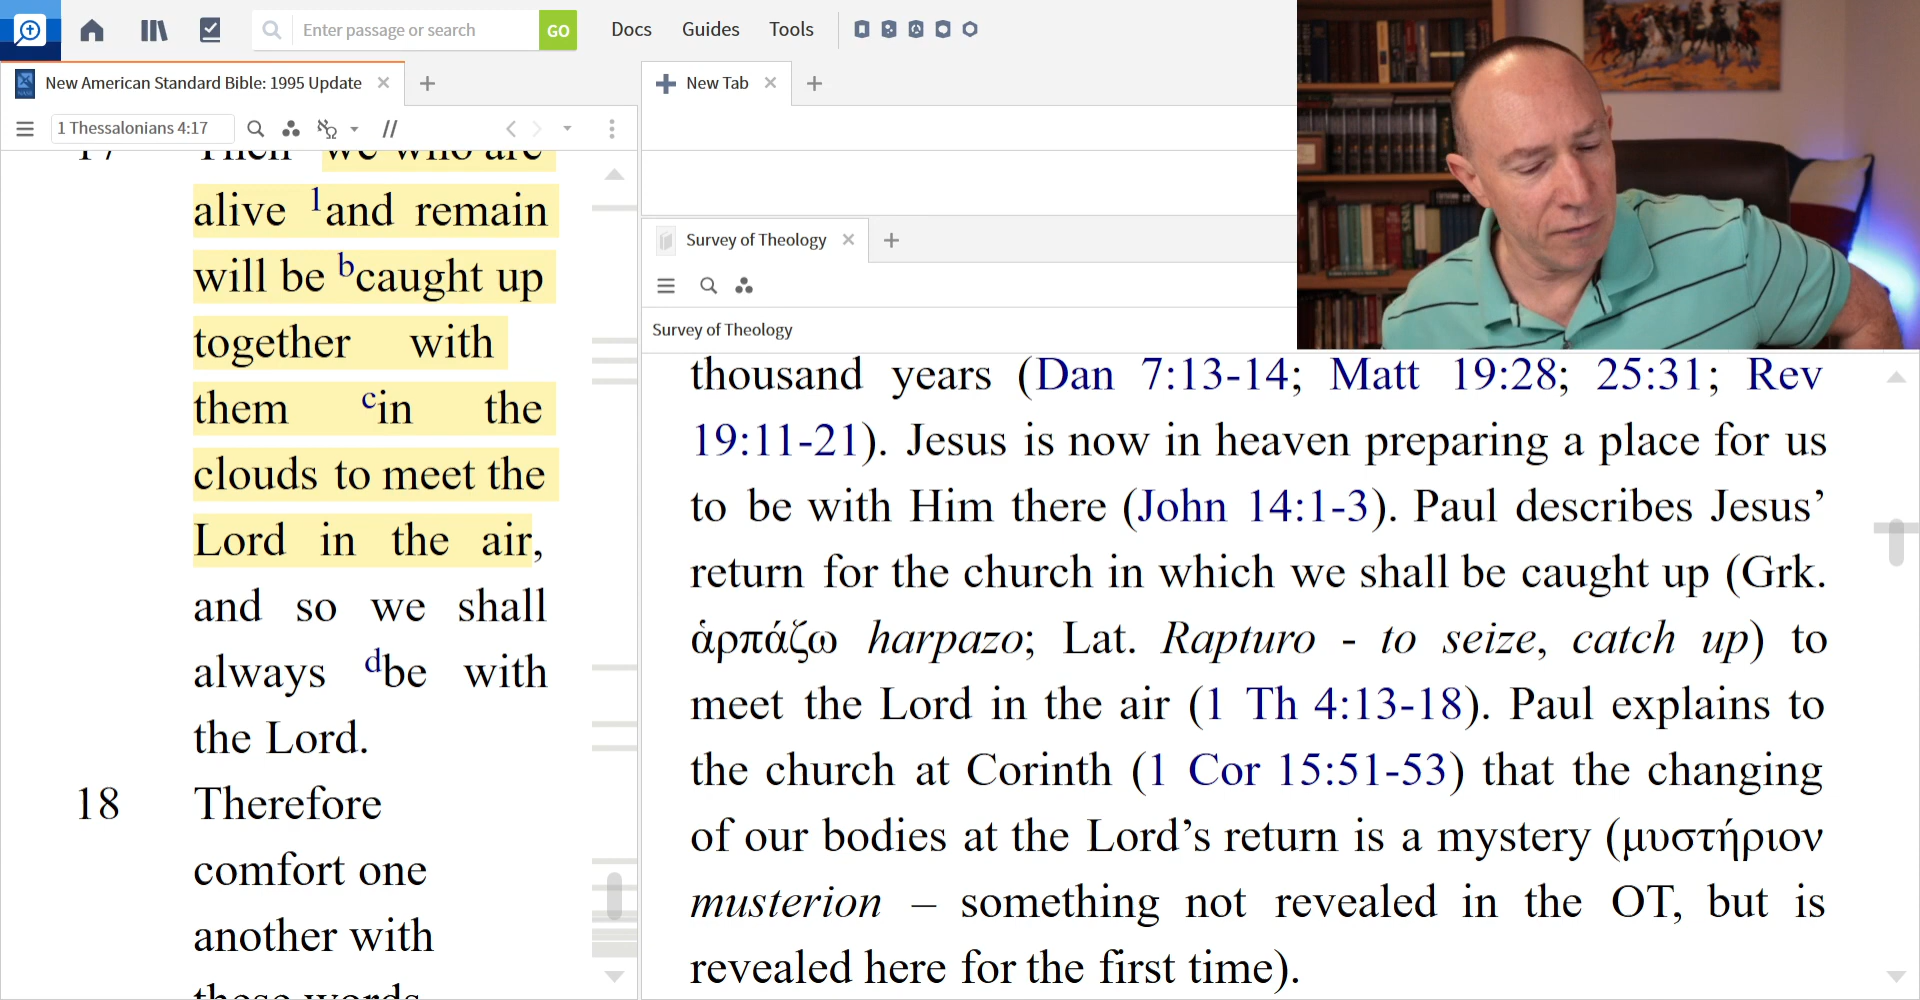 Enter passage or search
GO
Docs
Guides
Tools
New American Standard Bible: 1995 Update
New Tab
1 Thessalonians 4:17
17 Then we who are
alive 1and remain
will be bcaught up
together with
them cin the
clouds to meet the
Lord in the air,
and so we shall
always dbe with
the Lord.
18 Therefore
comfort one
another with
these words.
Survey of Theology
Survey of Theology
thousand years (Dan 7:13-14; Matt 19:28; 25:31; Rev
19:11-21). Jesus is now in heaven preparing a place for us
to be with Him there (John 14:1-3). Paul describes Jesus’
return for the church in which we shall be caught up (Grk.
ἁρπάζω harpazo; Lat. Rapturo - to seize, catch up) to
meet the Lord in the air (1 Th 4:13-18). Paul explains to
the church at Corinth (1 Cor 15:51-53) that the changing
of our bodies at the Lord’s return is a mystery (μυστήριον
musterion – something not revealed in the OT, but is
revealed here for the first time).